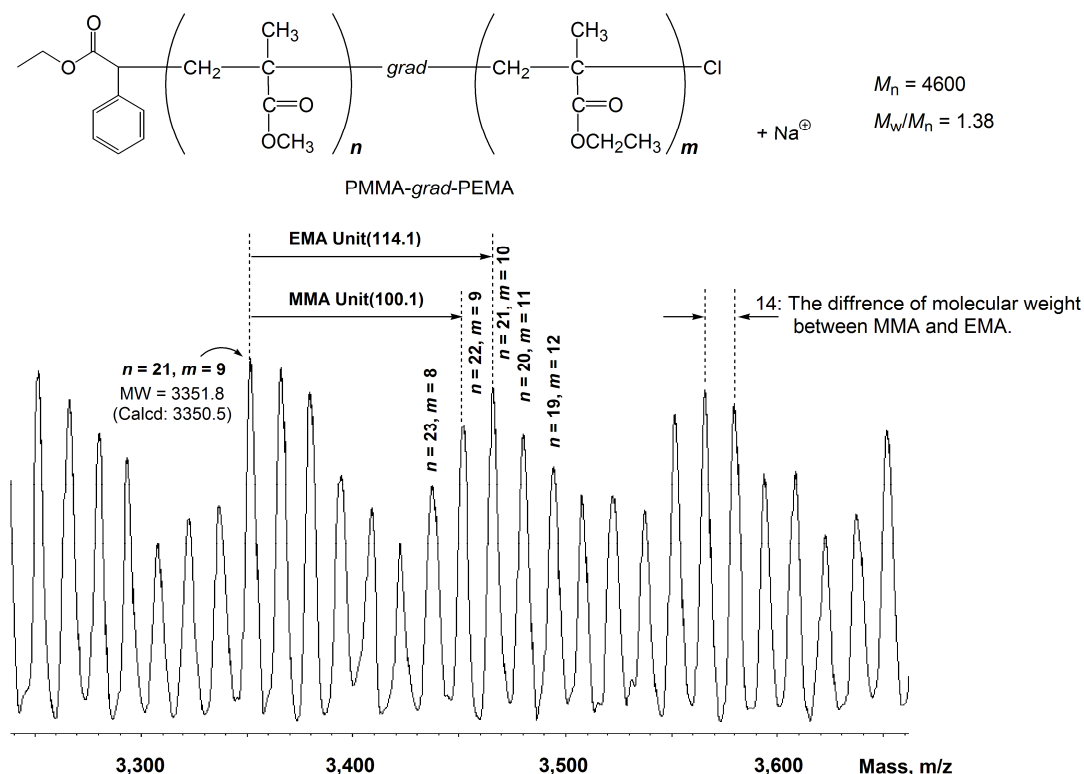 O
O
CH₂
CH₃
C
C=O
OCH₃
n
grad
CH₂
CH₃
C
C=O
OCH₂CH₃
m
Cl
+ Na⊕
Mn = 4600
Mw/Mn = 1.38
PMMA-grad-PEMA
EMA Unit(114.1)
MMA Unit(100.1)
n = 21, m = 9
MW = 3351.8
(Calcd: 3350.5)
n = 23, m = 8
n = 22, m = 9
n = 21, m = 10
n = 20, m = 11
n = 19, m = 12
14: The diffrence of molecular weight
between MMA and EMA.
3,300
3,400
3,500
3,600
Mass, m/z